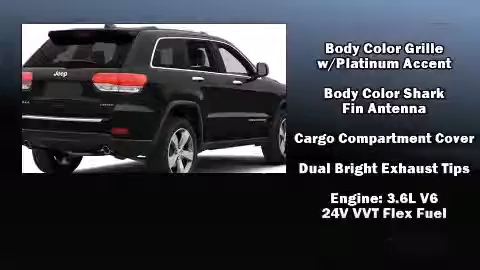 Jeep
Body Color Grille
w/Platinum Accent
Body Color Shark
Fin Antenna
Cargo Compartment Cover
Dual Bright Exhaust Tips
Engine: 3.6L V6
24V VVT Flex Fuel